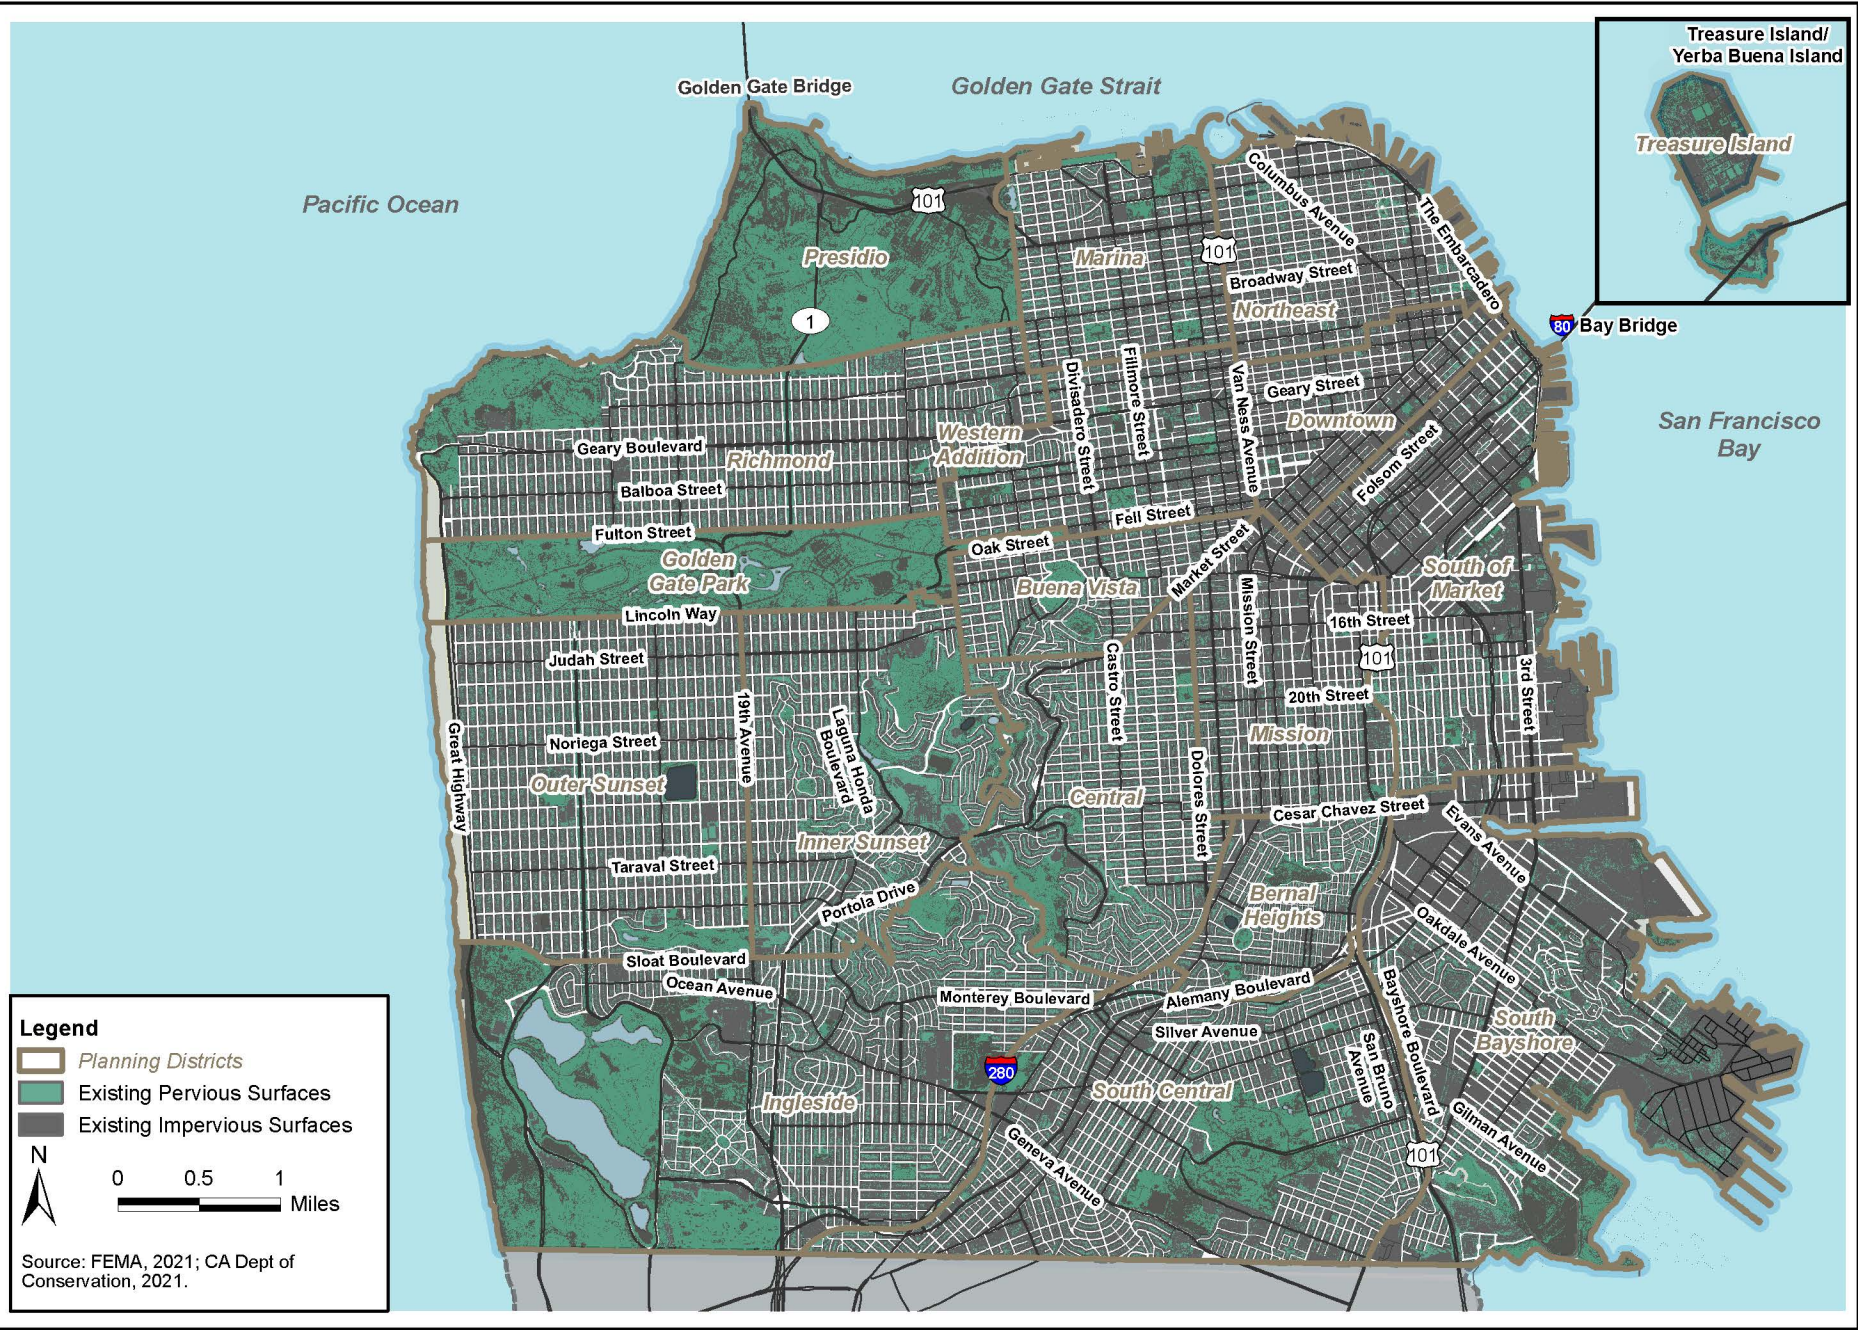 Treasure Island/
Yerba Buena Island
Treasure Island
Golden Gate Bridge
Golden Gate Strait
Pacific Ocean
101
Presidio
1
Marina
101
Columbus Avenue
The Embarcadero
Broadway Street
Northeast
80
Bay Bridge
San Francisco
Bay
Geary Boulevard
Richmond
Balboa Street
Fulton Street
Western
Addition
Divisadero Street
Fillmore Street
Van Ness Avenue
Geary Street
Downtown
Folsom Street
Fell Street
Oak Street
Market Street
Golden
Gate Park
Lincoln Way
Buena Vista
South of
Market
Mission Street
16th Street
101
20th Street
3rd Street
Judah Street
Noriega Street
Outer Sunset
Great Highway
19th Avenue
Laguna Honda
Boulevard
Castro Street
Central
Dolores Street
Mission
Cesar Chavez Street
Evans Avenue
Inner Sunset
Taraval Street
Portola Drive
Bernal
Heights
Oakdale Avenue
Sloat Boulevard
Ocean Avenue
Monterey Boulevard
Alemany Boulevard
Silver Avenue
San Bruno
Avenue
Bayshore Boulevard
South
Bayshore
280
South Central
Ingleside
Geneva Avenue
Gilman Avenue
101
Legend
Planning Districts
Existing Pervious Surfaces
Existing Impervious Surfaces
N
0 0.5 1
Miles
Source: FEMA, 2021; CA Dept of
Conservation, 2021.